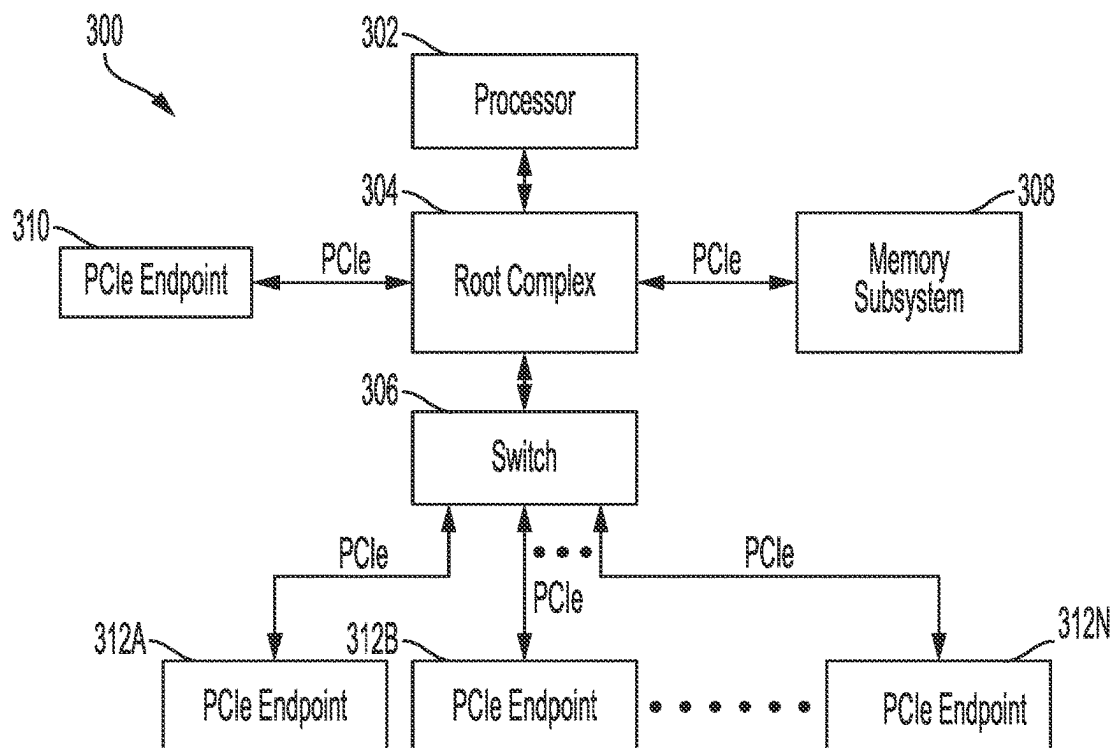 300
302
Processor
304
308
310
PCIe Endpoint
PCIe
Root Complex
PCIe
Memory
Subsystem
306
Switch
PCIe
PCIe
PCIe
312A
312B
312N
PCIe Endpoint
PCIe Endpoint
PCIe Endpoint